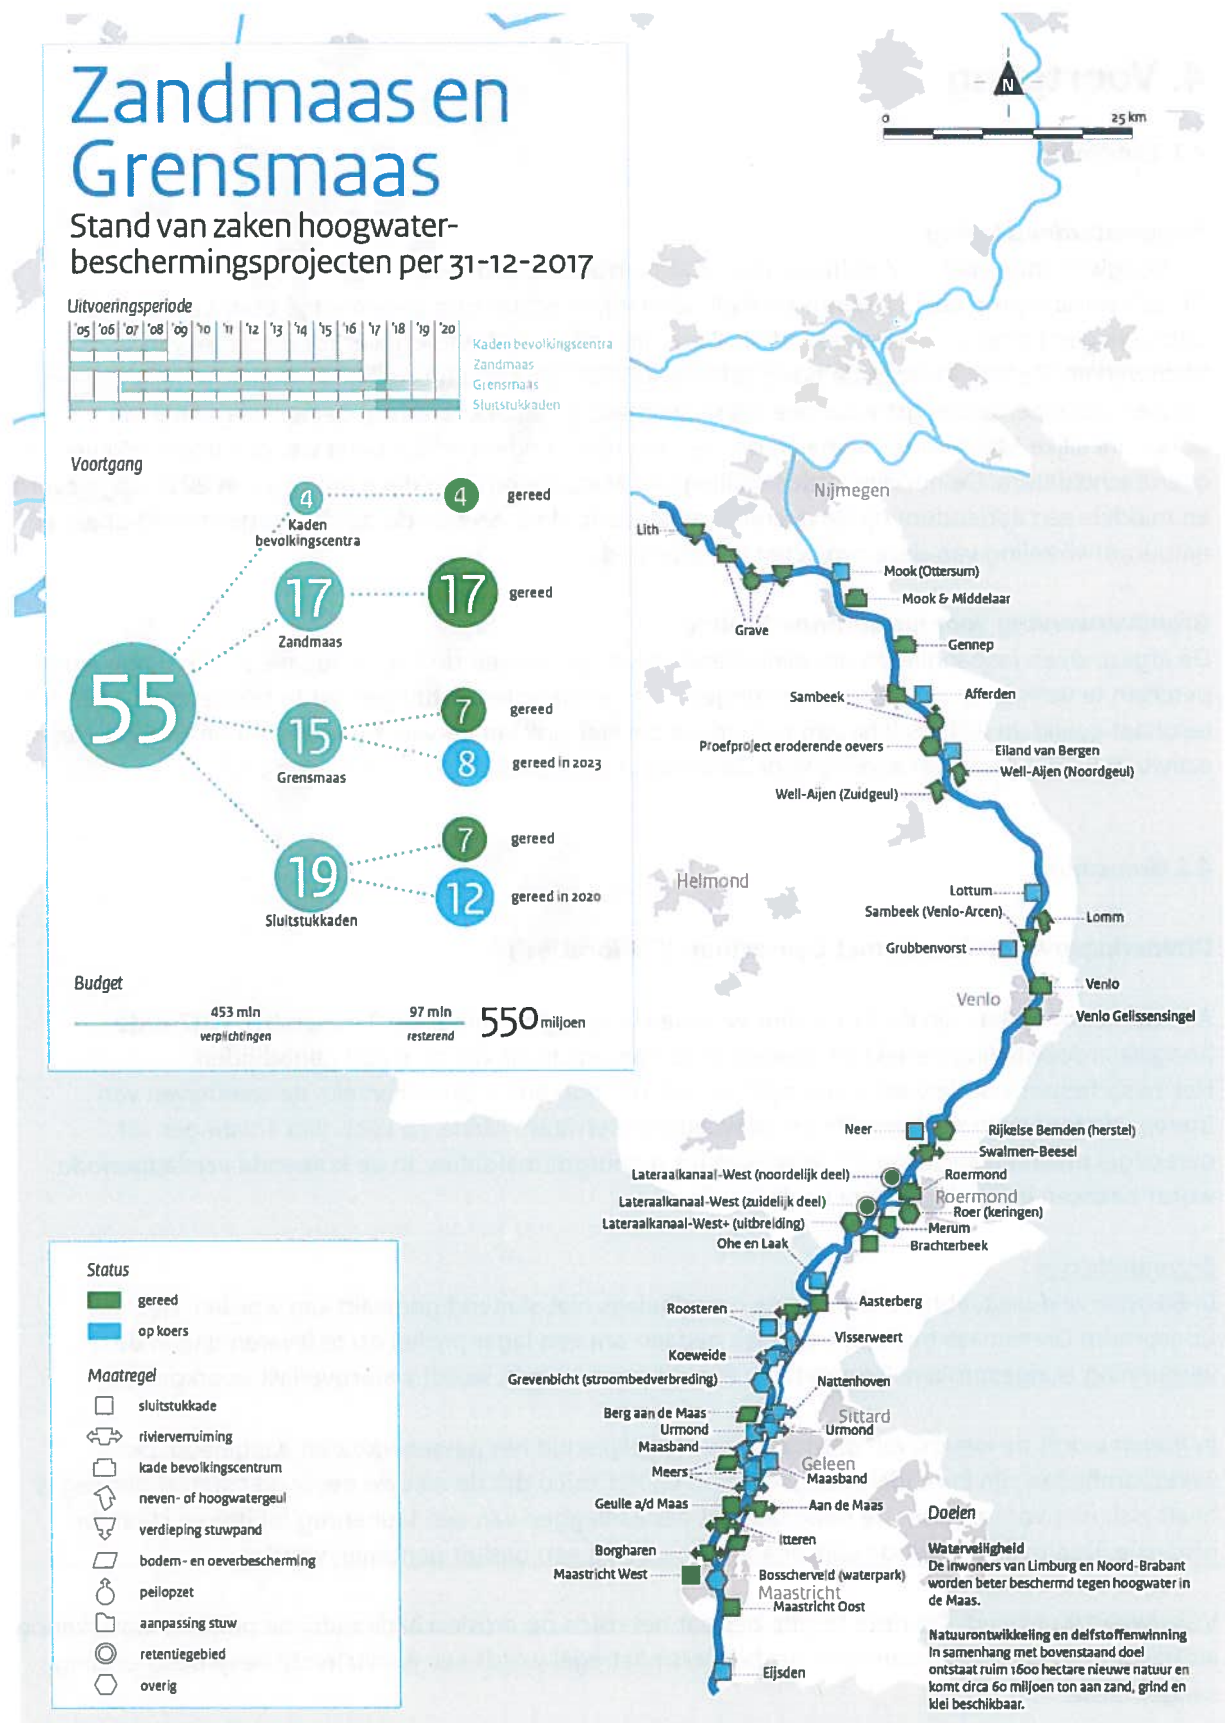 Zandmaas en
Grensmaas
Stand van zaken hoogwater-
beschermingsprojecten per 31-12-2017
Uitvoeringsperiode
'05 '06 '07 '08 '09 '10 '11 '12 '13 '14 '15 '16 '17 '18 '19 '20
Kaden bevolkingscentra
Zandmaas
Grensmaas
Sluitstukkaden
Voortgang
4 4 gereed
Kaden
bevolkingscentra
17 17 gereed
Zandmaas
55
15 7 gereed
8 gereed in 2023
Grensmaas
19 7 gereed
12 gereed in 2020
Sluitstukkaden
Budget
453 mln 97 mln 550 miljoen
verplichtingen resterend
Status
gereed
op koers
Maatregel
sluitstukkade
rivierverruiming
kade bevolkingscentrum
neven- of hoogwatergeul
verdieping stuwpand
bodem- en oeverbescherming
peilopzet
aanpassing stuw
retentiegebied
overig
N
0 25 km
Nijmegen
Lith
Mook (Ottersum)
Mook & Middelaar
Grave
Gennep
Sambeek
Afferden
Proefproject eroderende oevers
Eiland van Bergen
Well-Aijen (Noordgeul)
Well-Aijen (Zuidgeul)
Helmond
Lottum
Sambeek (Venlo-Arcen)
Lomm
Grubbenvorst
Venlo
Venlo
Venlo Gelissensingel
Neer
Rijkelse Bemden (herstel)
Swalmen-Beesel
Lateraalkanaal-West (noordelijk deel)
Roermond
Roermond
Lateraalkanaal-West (zuidelijk deel)
Roer (keringen)
Lateraalkanaal-West+ (uitbreiding)
Merum
Ohe en Laak
Brachterbeek
Aasterberg
Roosteren
Visserweert
Koeweide
Grevenbicht (stroombedverbreding)
Nattenhoven
Berg aan de Maas
Sittard
Urmond
Urmond
Maasband
Geleen
Meers
Maasband
Geulle a/d Maas
Aan de Maas
Itteren
Borgharen
Maastricht West
Bosscherveld (waterpark)
Maastricht
Maastricht Oost
Eijsden
Doelen
Waterveiligheid
De inwoners van Limburg en Noord-Brabant
worden beter beschermd tegen hoogwater in
de Maas.
Natuurontwikkeling en delfstoffenwinning
In samenhang met bovenstaand doel
ontstaat ruim 1600 hectare nieuwe natuur en
komt circa 60 miljoen ton aan zand, grind en
klei beschikbaar.